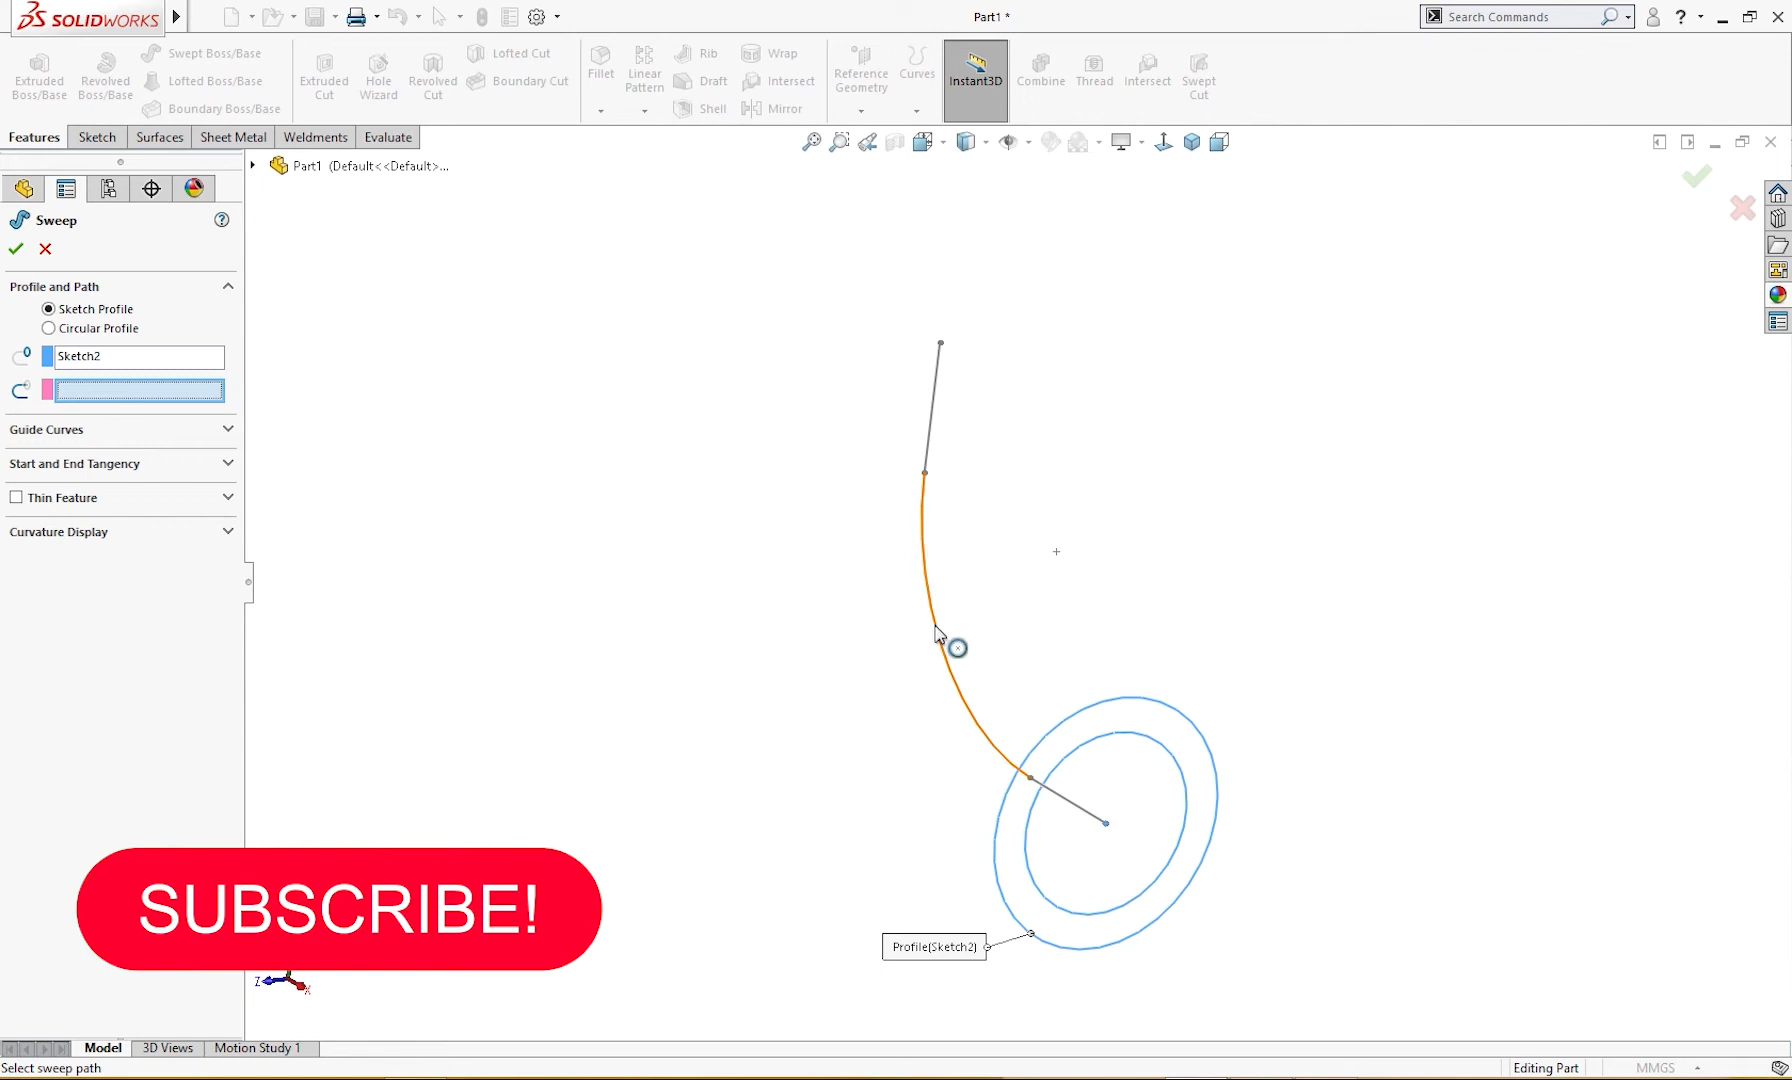 SOLIDWORKS
Part1 *
Search Commands
?
Extruded Boss/Base
Revolved Boss/Base
Swept Boss/Base
Lofted Boss/Base
Boundary Boss/Base
Extruded Cut
Hole Wizard
Revolved Cut
Lofted Cut
Boundary Cut
Fillet
Linear Pattern
Rib
Draft
Shell
Wrap
Intersect
Mirror
Reference Geometry
Curves
Instant3D
Combine
Thread
Intersect
Swept Cut
Features
Sketch
Surfaces
Sheet Metal
Weldments
Evaluate
Part1 (Default<<Default>...
Sweep
?
Profile and Path
Sketch Profile
Circular Profile
Sketch2
Guide Curves
Start and End Tangency
Thin Feature
Curvature Display
SUBSCRIBE!
Profile(Sketch2)
Z
X
Model
3D Views
Motion Study 1
Select sweep path
Editing Part
MMGS